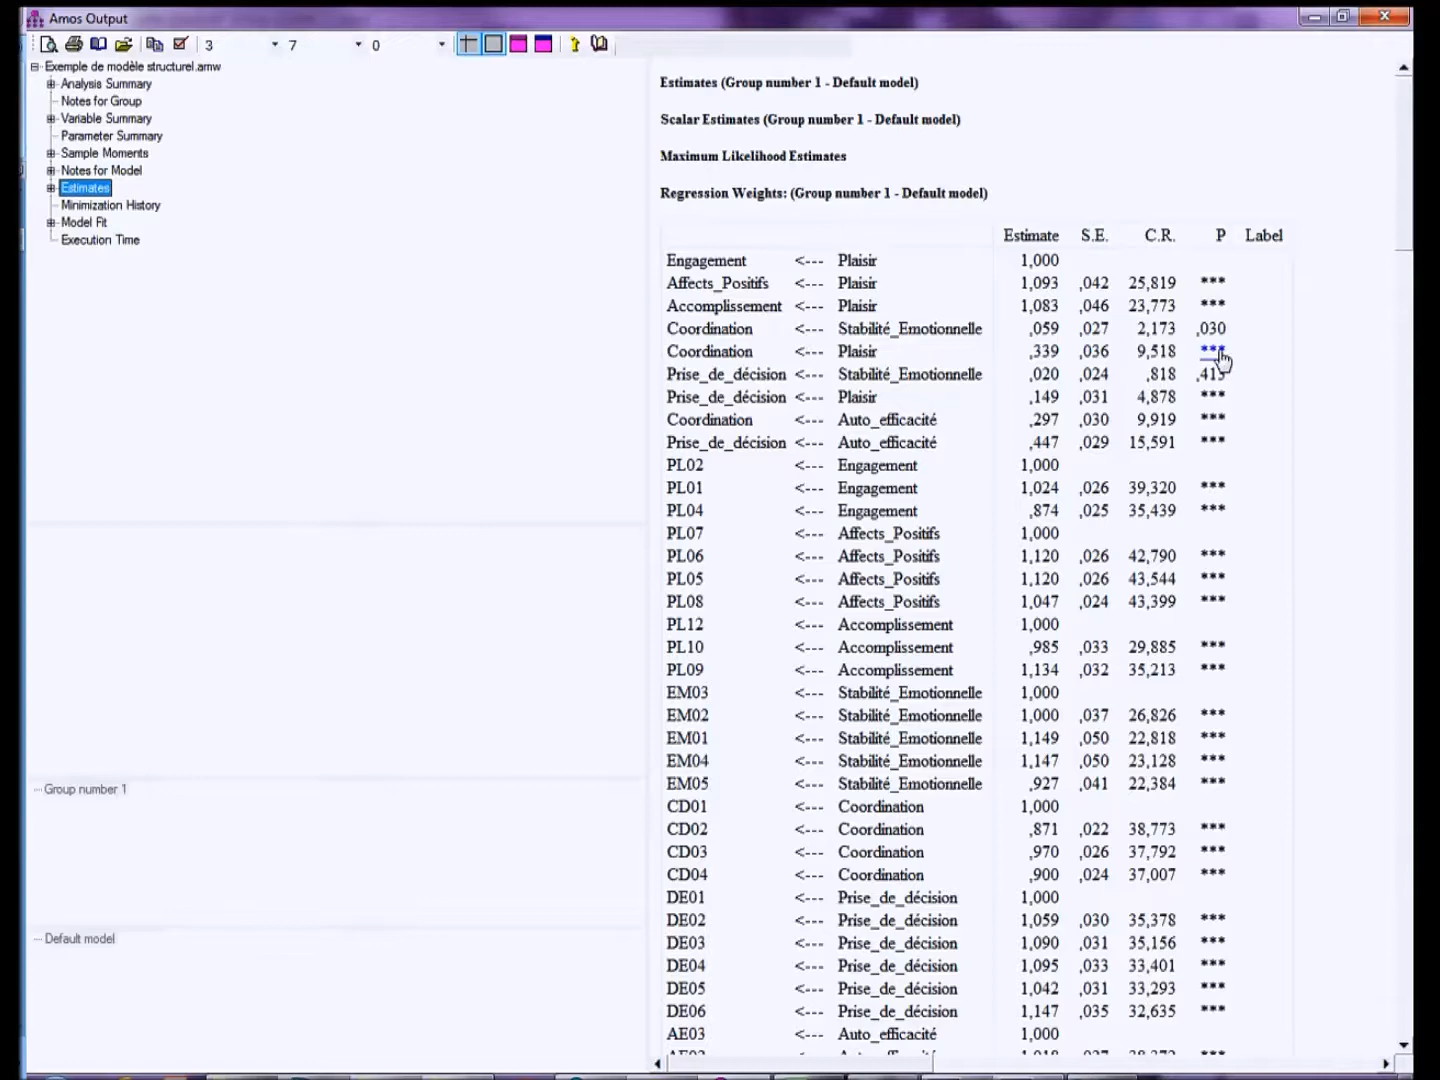 Amos Output
3 7 0
Exemple de modèle structurel.amw
Analysis Summary
Notes for Group
Variable Summary
Parameter Summary
Sample Moments
Notes for Model
Estimates
Minimization History
Model Fit
Execution Time
Group number 1
Default model
Estimates (Group number 1 - Default model)
Scalar Estimates (Group number 1 - Default model)
Maximum Likelihood Estimates
Regression Weights: (Group number 1 - Default model)
Estimate S.E. C.R. P Label
Engagement <--- Plaisir 1,000
Affects_Positifs <--- Plaisir 1,093 ,042 25,819 ***
Accomplissement <--- Plaisir 1,083 ,046 23,773 ***
Coordination <--- Stabilité_Emotionnelle ,059 ,027 2,173 ,030
Coordination <--- Plaisir ,339 ,036 9,518 ***
Prise_de_décision <--- Stabilité_Emotionnelle ,020 ,024 ,818
Prise_de_décision <--- Plaisir ,149 ,031 4,878 ***
Coordination <--- Auto_efficacité ,297 ,030 9,919 ***
Prise_de_décision <--- Auto_efficacité ,447 ,029 15,591 ***
PL02 <--- Engagement 1,000
PL01 <--- Engagement 1,024 ,026 39,320 ***
PL04 <--- Engagement ,874 ,025 35,439 ***
PL07 <--- Affects_Positifs 1,000
PL06 <--- Affects_Positifs 1,120 ,026 42,790 ***
PL05 <--- Affects_Positifs 1,120 ,026 43,544 ***
PL08 <--- Affects_Positifs 1,047 ,024 43,399 ***
PL12 <--- Accomplissement 1,000
PL10 <--- Accomplissement ,985 ,033 29,885 ***
PL09 <--- Accomplissement 1,134 ,032 35,213 ***
EM03 <--- Stabilité_Emotionnelle 1,000
EM02 <--- Stabilité_Emotionnelle 1,000 ,037 26,826 ***
EM01 <--- Stabilité_Emotionnelle 1,149 ,050 22,818 ***
EM04 <--- Stabilité_Emotionnelle 1,147 ,050 23,128 ***
EM05 <--- Stabilité_Emotionnelle ,927 ,041 22,384 ***
CD01 <--- Coordination 1,000
CD02 <--- Coordination ,871 ,022 38,773 ***
CD03 <--- Coordination ,970 ,026 37,792 ***
CD04 <--- Coordination ,900 ,024 37,007 ***
DE01 <--- Prise_de_décision 1,000
DE02 <--- Prise_de_décision 1,059 ,030 35,378 ***
DE03 <--- Prise_de_décision 1,090 ,031 35,156 ***
DE04 <--- Prise_de_décision 1,095 ,033 33,401 ***
DE05 <--- Prise_de_décision 1,042 ,031 33,293 ***
DE06 <--- Prise_de_décision 1,147 ,035 32,635 ***
AE03 <--- Auto_efficacité 1,000